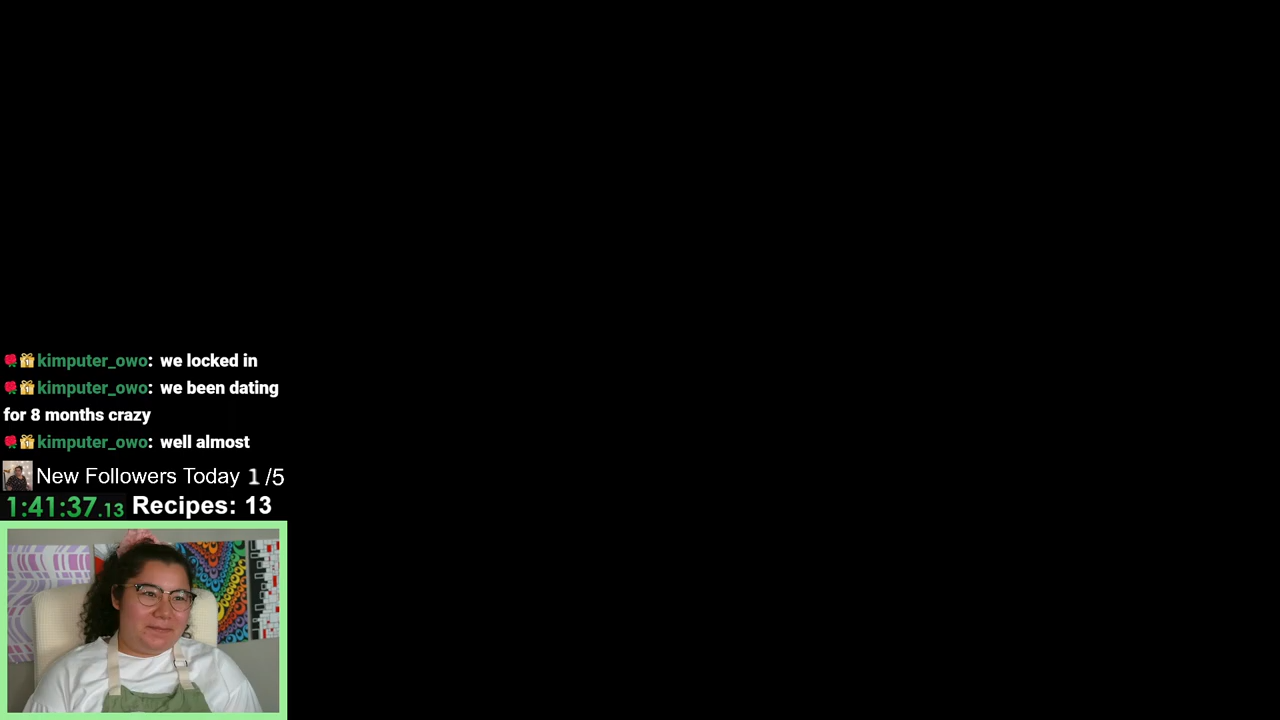 kimputer_owo: we locked in
kimputer_owo: we been dating
for 8 months crazy
kimputer_owo: well almost
New Followers Today 1/5
1:41:37.13 Recipes: 13